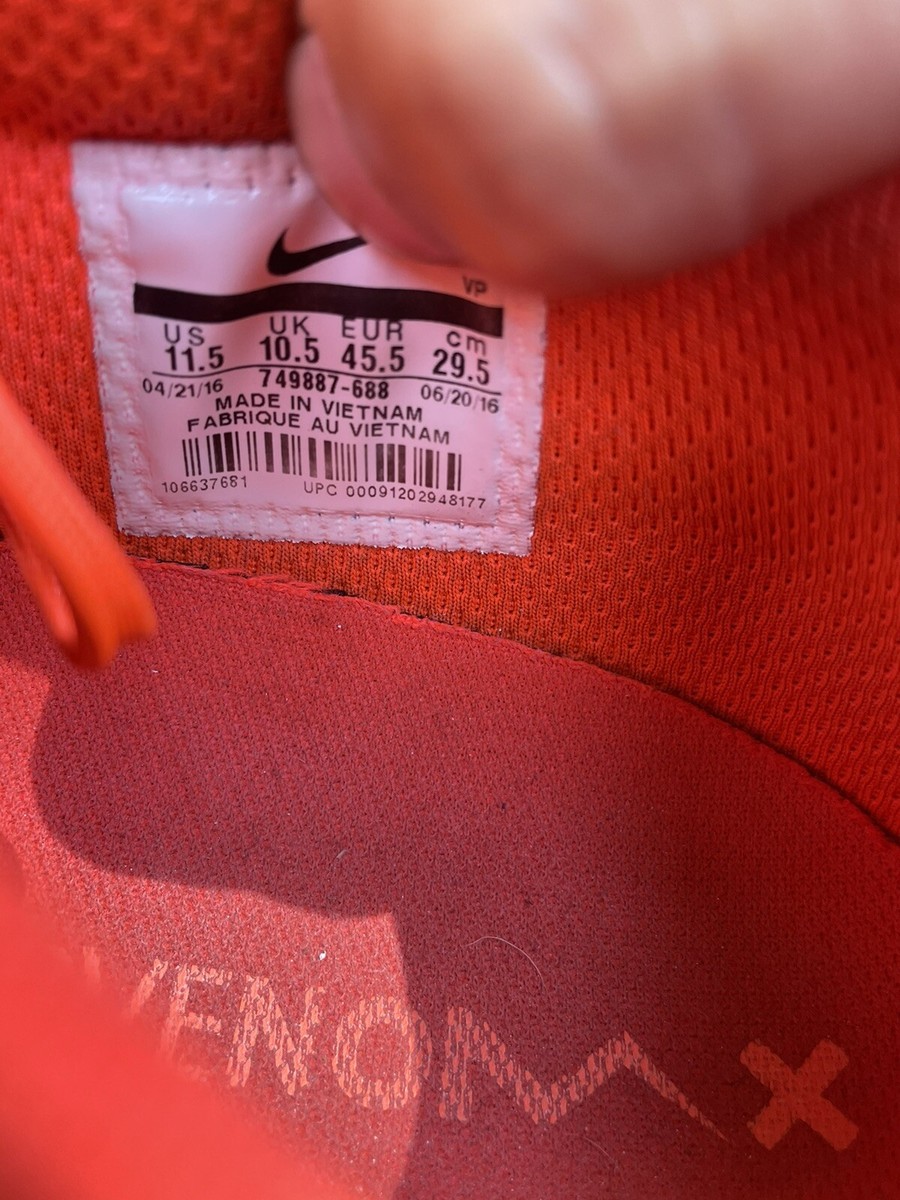 VP
US UK EUR cm
11.5 10.5 45.5 29.5
04/21/16 749887-688 06/20/16
MADE IN VIETNAM
FABRIQUE AU VIETNAM
106637681 UPC 00091202948177
VENOM X